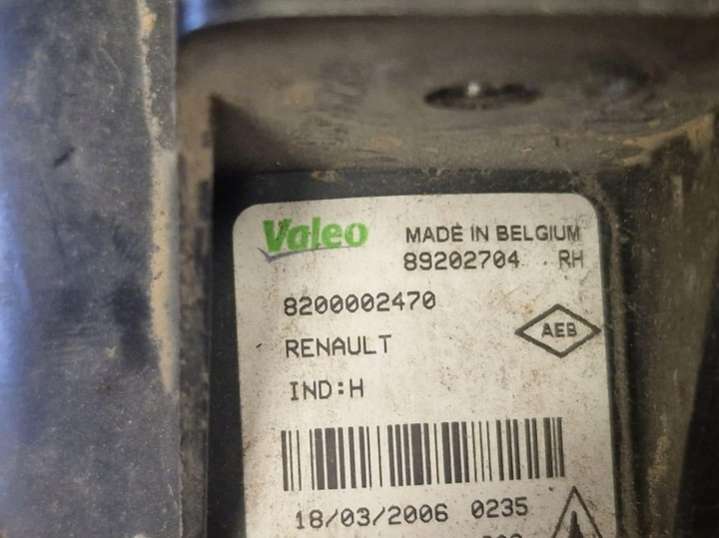 Valeo MADE IN BELGIUM
89202704 RH
8200002470
RENAULT
AEB
IND:H
18/03/2006 0235